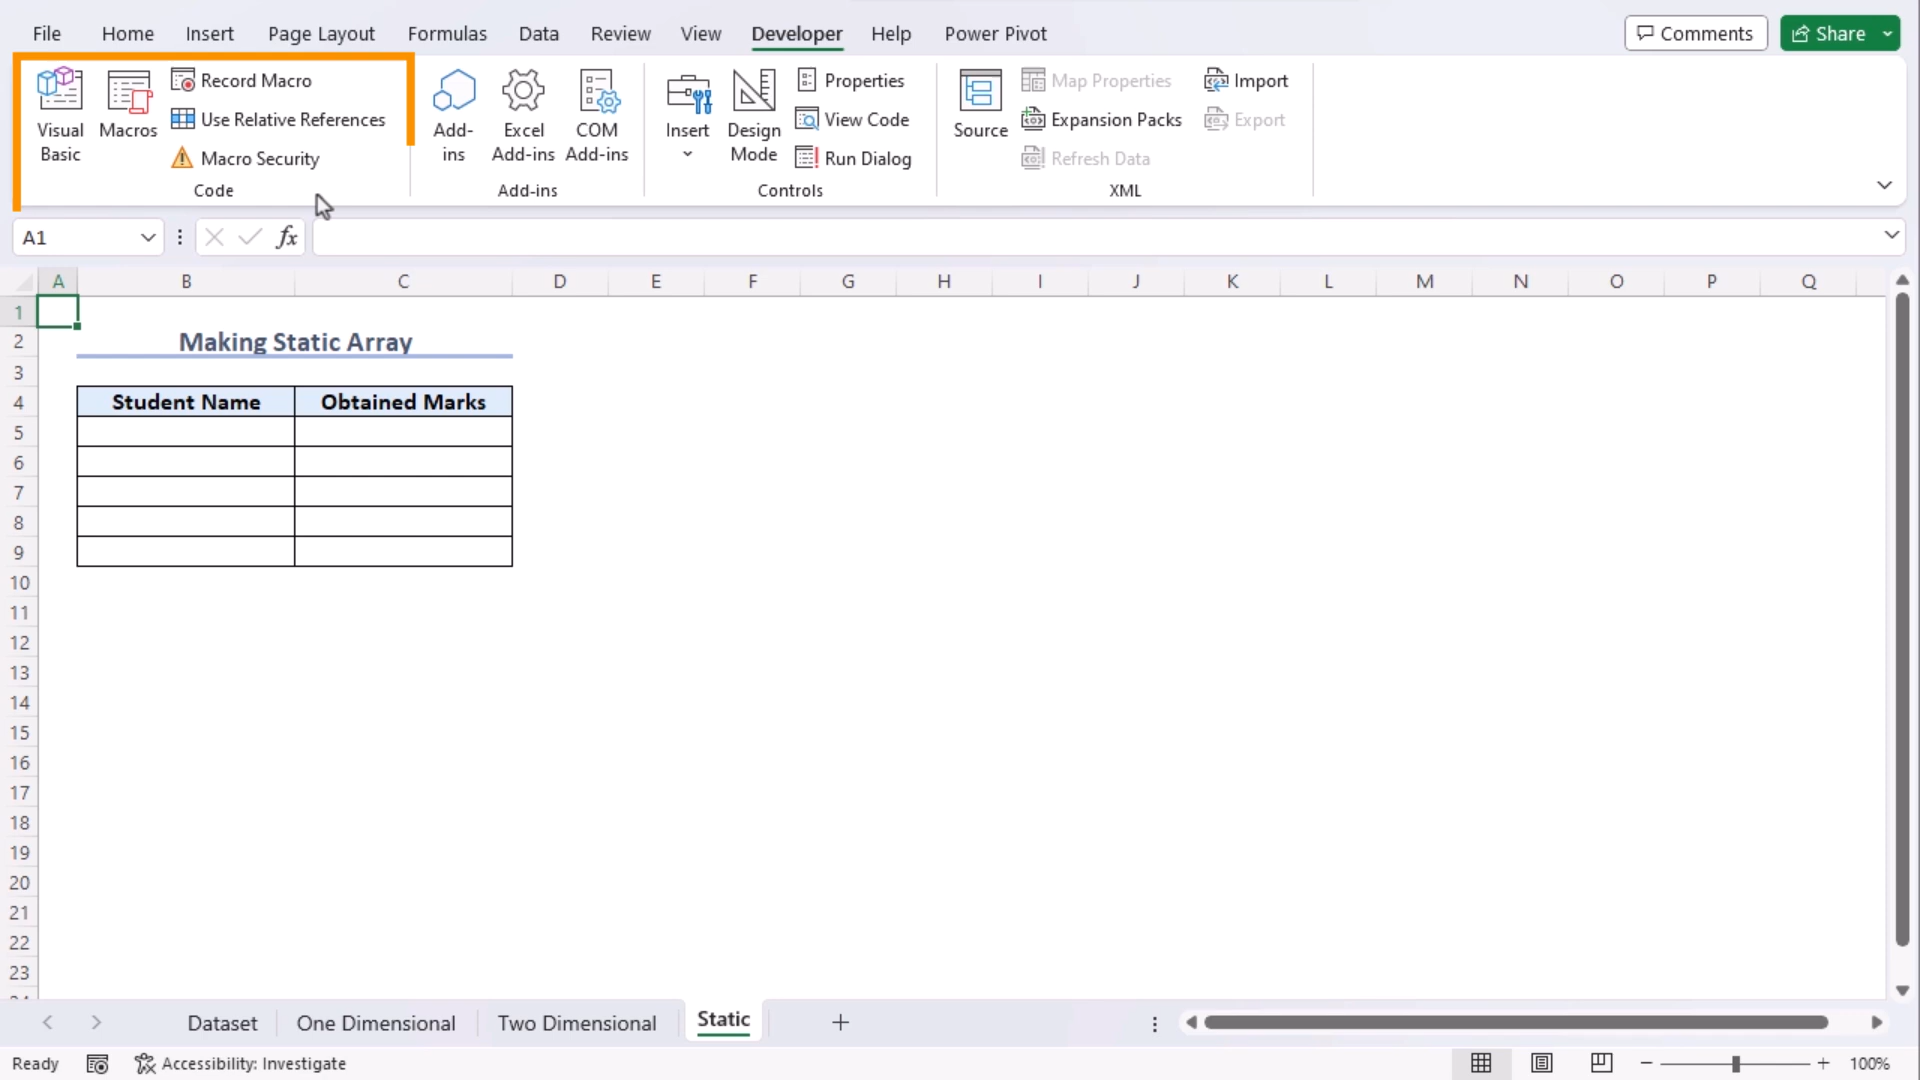 File Home Insert Page Layout Formulas Data Review View Developer Help Power Pivot Comments Share
Visual Basic
Macros
Record Macro
Use Relative References
Macro Security
Code
Add-ins
Excel Add-ins
COM Add-ins
Add-ins
Insert
Design Mode
Properties
View Code
Run Dialog
Controls
Source
Map Properties
Expansion Packs
Refresh Data
Import
Export
XML
A1 fx
A B C D E F G H I J K L M N O P Q
1
2 Making Static Array
3
4 Student Name Obtained Marks
5
6
7
8
9
10
11
12
13
14
15
16
17
18
19
20
21
22
23
Dataset One Dimensional Two Dimensional Static
Ready Accessibility: Investigate 100%